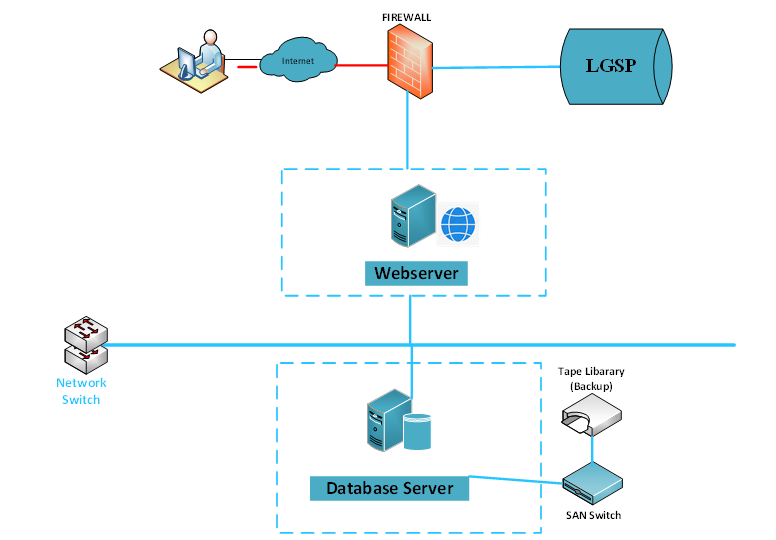 FIREWALL
Internet
LGSP
Webserver
Network
Switch
Tape Libarary
(Backup)
Database Server
SAN Switch